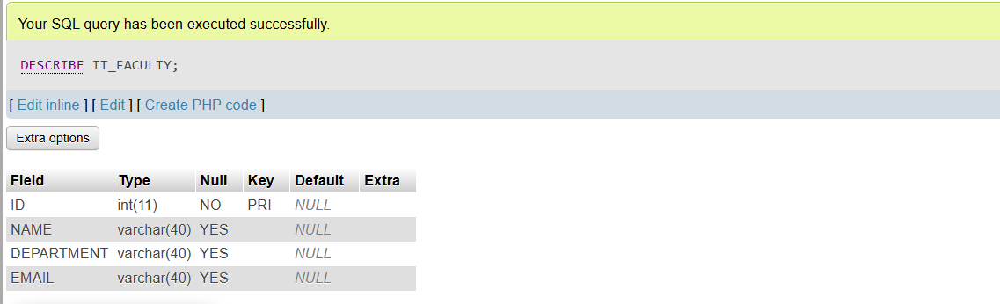 Your SQL query has been executed successfully.
DESCRIBE IT_FACULTY;
[ Edit inline ] [ Edit ] [ Create PHP code ]
Extra options
Field Type Null Key Default Extra
ID int(11) NO PRI NULL
NAME varchar(40) YES NULL
DEPARTMENT varchar(40) YES NULL
EMAIL varchar(40) YES NULL